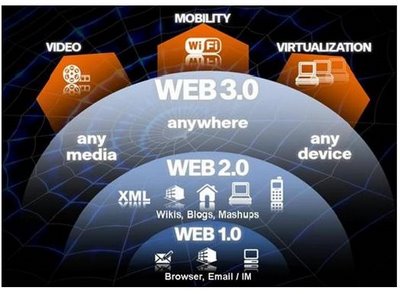 MOBILITY
VIDEO
Wi Fi
VIRTUALIZATION
WEB 3.0
anywhere
any
media
any
device
WEB 2.0
XML
Wikis, Blogs, Mashups
WEB 1.0
Browser, Email / IM